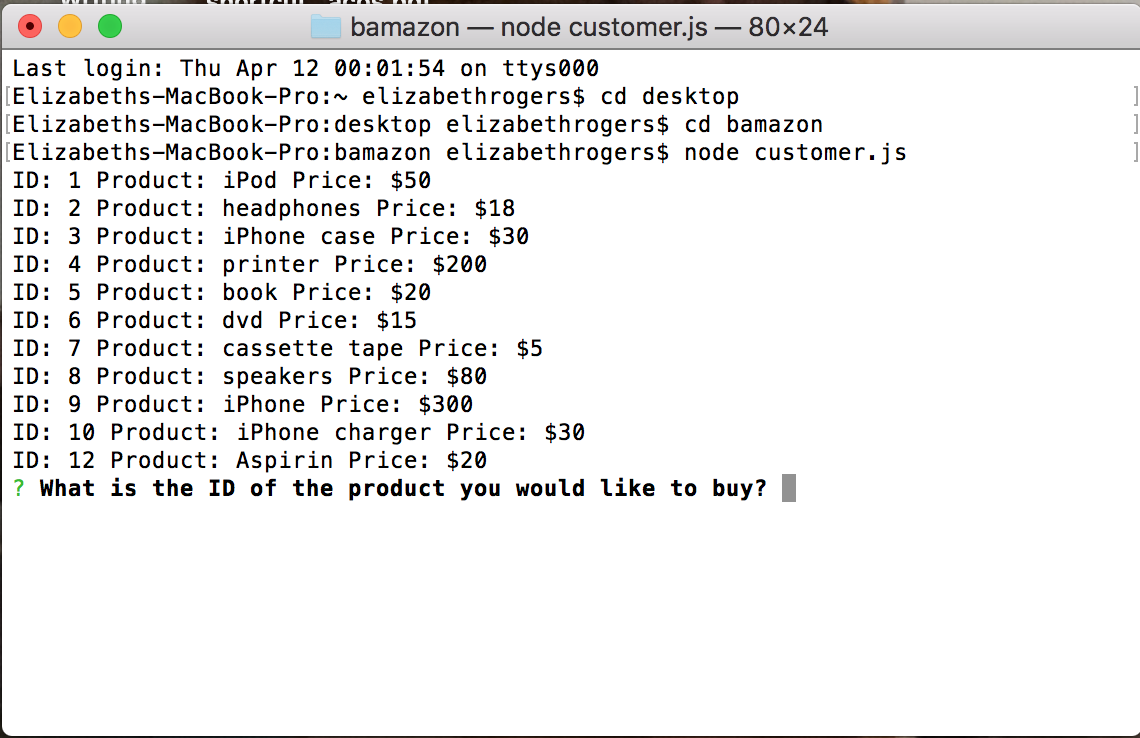 bamazon — node customer.js — 80×24
Last login: Thu Apr 12 00:01:54 on ttys000
[Elizabeths-MacBook-Pro:~ elizabethrogers$ cd desktop ]
[Elizabeths-MacBook-Pro:desktop elizabethrogers$ cd bamazon ]
[Elizabeths-MacBook-Pro:bamazon elizabethrogers$ node customer.js ]
ID: 1 Product: iPod Price: $50
ID: 2 Product: headphones Price: $18
ID: 3 Product: iPhone case Price: $30
ID: 4 Product: printer Price: $200
ID: 5 Product: book Price: $20
ID: 6 Product: dvd Price: $15
ID: 7 Product: cassette tape Price: $5
ID: 8 Product: speakers Price: $80
ID: 9 Product: iPhone Price: $300
ID: 10 Product: iPhone charger Price: $30
ID: 12 Product: Aspirin Price: $20
? What is the ID of the product you would like to buy?